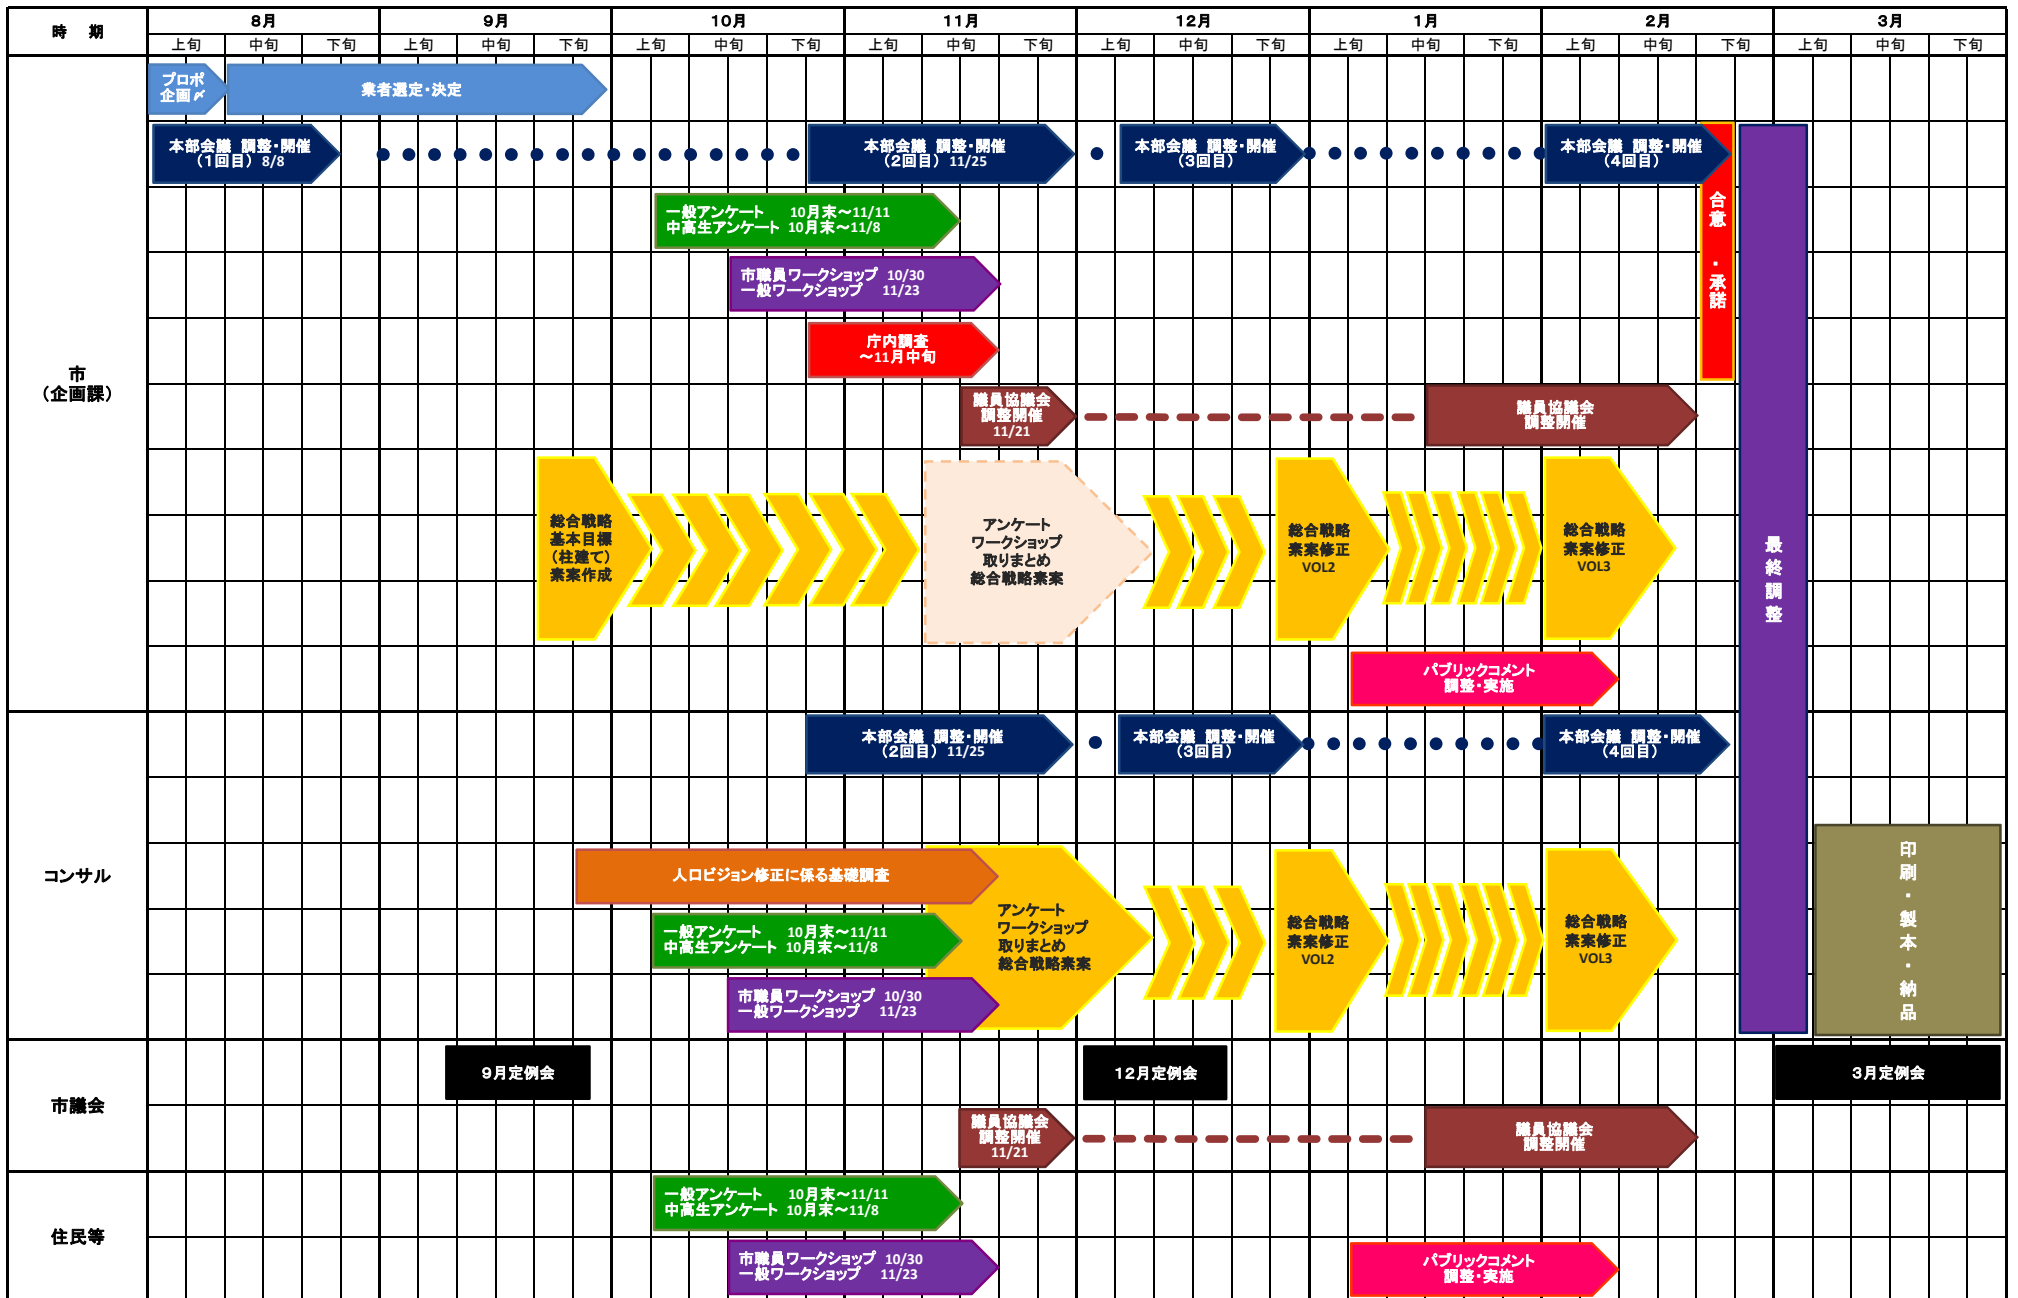 時　期
8月
9月
10月
11月
12月
1月
2月
3月
上旬 中旬 下旬 上旬 中旬 下旬 上旬 中旬 下旬 上旬 中旬 下旬 上旬 中旬 下旬 上旬 中旬 下旬 上旬 中旬 下旬 上旬 中旬 下旬
市
（企画課）
プロポ
企画〆
業者選定・決定
本部会議 調整・開催
（1回目）8/8
本部会議 調整・開催
（2回目）11/25
本部会議 調整・開催
（3回目）
本部会議 調整・開催
（4回目）
合意・承諾
最終調整
一般アンケート　10月末～11/11
中高生アンケート 10月末～11/8
市職員ワークショップ 10/30
一般ワークショップ　11/23
庁内調査
～11月中旬
議員協議会
調整開催
11/21
議員協議会
調整開催
総合戦略
基本目標
（柱建て）
素案作成
アンケート
ワークショップ
取りまとめ
総合戦略素案
総合戦略
素案修正
VOL2
総合戦略
素案修正
VOL3
パブリックコメント
調整・実施
コンサル
本部会議 調整・開催
（2回目）11/25
本部会議 調整・開催
（3回目）
本部会議 調整・開催
（4回目）
人口ビジョン修正に係る基礎調査
一般アンケート　10月末～11/11
中高生アンケート 10月末～11/8
市職員ワークショップ 10/30
一般ワークショップ　11/23
アンケート
ワークショップ
取りまとめ
総合戦略素案
総合戦略
素案修正
VOL2
総合戦略
素案修正
VOL3
印刷・製本・納品
市議会
9月定例会
12月定例会
3月定例会
議員協議会
調整開催
11/21
議員協議会
調整開催
住民等
一般アンケート　10月末～11/11
中高生アンケート 10月末～11/8
市職員ワークショップ 10/30
一般ワークショップ　11/23
パブリックコメント
調整・実施